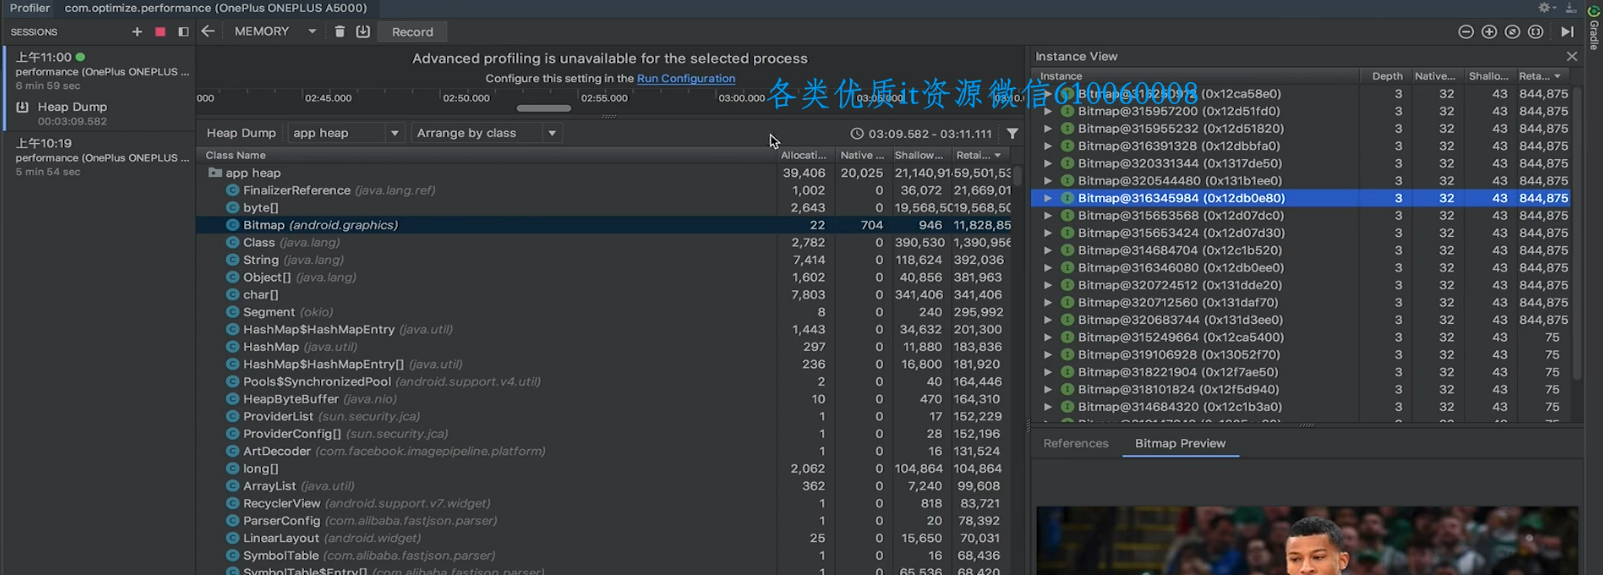 Profiler com.optimize.performance (OnePlus ONEPLUS A5000)
SESSIONS MEMORY Record
上午11:00
performance (OnePlus ONEPLUS ...
6 min 59 sec
Heap Dump
00:03:09.582
上午10:19
performance (OnePlus ONEPLUS ...
5 min 54 sec
Advanced profiling is unavailable for the selected process
Configure this setting in the Run Configuration
000 02:45.000 02:50.000 02:55.000 03:00.000 03:05.000
各类优质it资源微信610060008
Heap Dump app heap Arrange by class 03:09.582 - 03:11.111
Class Name Allocati... Native ... Shallow... Retai...
app heap 39,406 20,025 21,140,91 59,501,53
FinalizerReference (java.lang.ref) 1,002 0 36,072 21,669,01
byte[] 2,643 0 19,568,50 19,568,50
Bitmap (android.graphics) 22 704 946 11,828,85
Class (java.lang) 2,782 0 390,530 1,390,956
String (java.lang) 7,414 0 118,624 392,036
Object[] (java.lang) 1,602 0 40,856 381,963
char[] 7,803 0 341,406 341,406
Segment (okio) 8 0 240 295,992
HashMap$HashMapEntry (java.util) 1,443 0 34,632 201,300
HashMap (java.util) 297 0 11,880 183,836
HashMap$HashMapEntry[] (java.util) 236 0 16,800 181,920
Pools$SynchronizedPool (android.support.v4.util) 2 0 40 164,446
HeapByteBuffer (java.nio) 10 0 470 164,310
ProviderList (sun.security.jca) 1 0 17 152,229
ProviderConfig[] (sun.security.jca) 1 0 28 152,196
ArtDecoder (com.facebook.imagepipeline.platform) 1 0 16 131,524
long[] 2,062 0 104,864 104,864
ArrayList (java.util) 362 0 7,240 99,608
RecyclerView (android.support.v7.widget) 1 0 818 83,721
ParserConfig (com.alibaba.fastjson.parser) 1 0 20 78,392
LinearLayout (android.widget) 25 0 15,650 70,031
SymbolTable (com.alibaba.fastjson.parser) 1 0 16 68,436
SymbolTable$Entry[] (com.alibaba.fastjson.parser) 1 0 65,536 68,420
Instance View
Instance Depth Native... Shallo... Reta...
(0x12ca58e0) 3 32 43 844,875
Bitmap@315957200 (0x12d51fd0) 3 32 43 844,875
Bitmap@315955232 (0x12d51820) 3 32 43 844,875
Bitmap@316391328 (0x12dbbfa0) 3 32 43 844,875
Bitmap@320331344 (0x1317de50) 3 32 43 844,875
Bitmap@320544480 (0x131b1ee0) 3 32 43 844,875
Bitmap@316345984 (0x12db0e80) 3 32 43 844,875
Bitmap@315653568 (0x12d07dc0) 3 32 43 844,875
Bitmap@315653424 (0x12d07d30) 3 32 43 844,875
Bitmap@314684704 (0x12c1b520) 3 32 43 844,875
Bitmap@316346080 (0x12db0ee0) 3 32 43 844,875
Bitmap@320724512 (0x131dde20) 3 32 43 844,875
Bitmap@320712560 (0x131daf70) 3 32 43 844,875
Bitmap@320683744 (0x131d3ee0) 3 32 43 844,875
Bitmap@315249664 (0x12ca5400) 3 32 43 75
Bitmap@319106928 (0x13052f70) 3 32 43 75
Bitmap@318221904 (0x12f7ae50) 3 32 43 75
Bitmap@318101824 (0x12f5d940) 3 32 43 75
Bitmap@314684320 (0x12c1b3a0) 3 32 43 75
References Bitmap Preview
Gradle